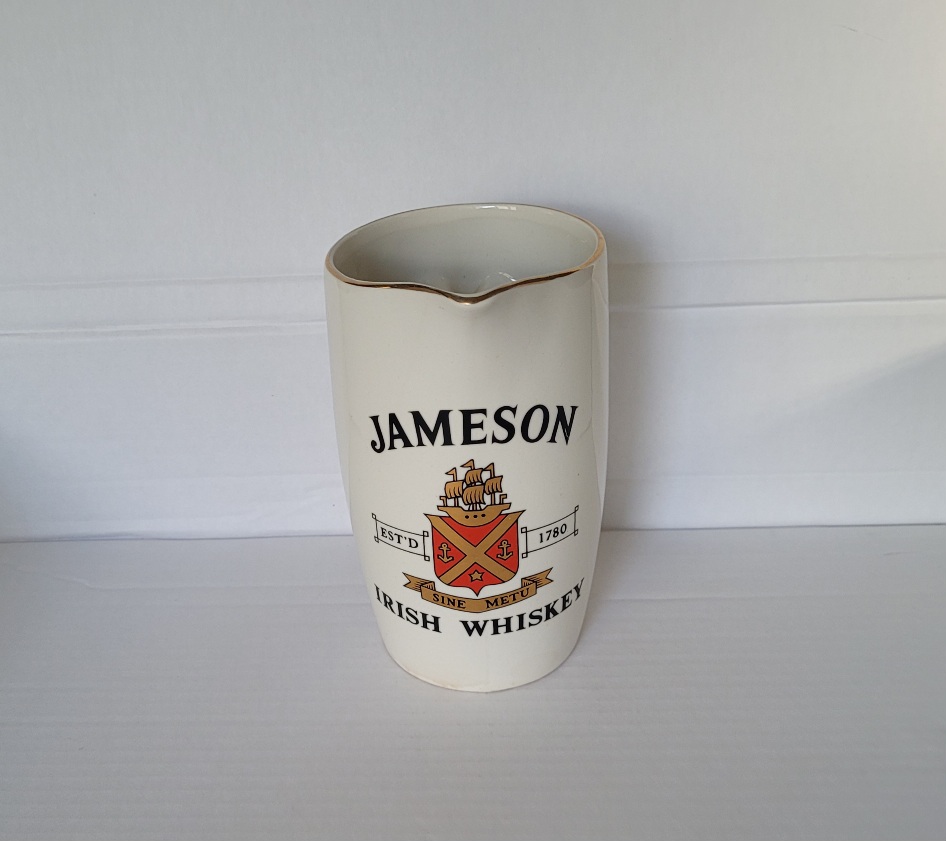 JAMESON
EST'D 1780
SINE METU
IRISH WHISKEY